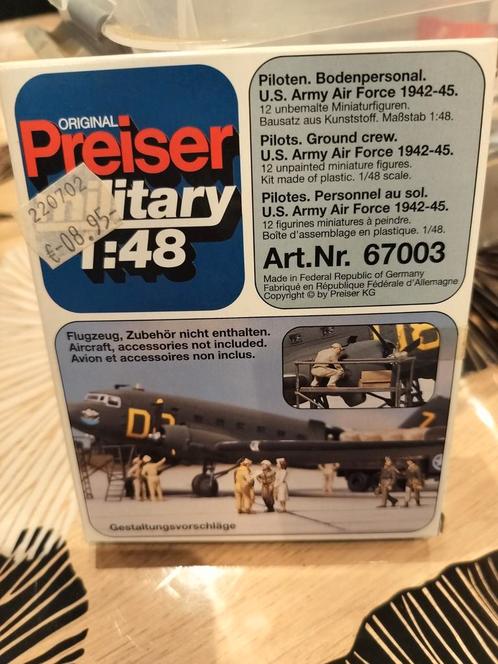 ORIGINAL
Preiser
military
1:48
220702
€-08.95-
Piloten. Bodenpersonal.
U.S. Army Air Force 1942-45.
12 unbemalte Miniaturfiguren.
Bausatz aus Kunststoff. Maßstab 1:48.
Pilots. Ground crew.
U.S. Army Air Force 1942-45.
12 unpainted miniature figures.
Kit made of plastic. 1/48 scale.
Pilotes. Personnel au sol.
U.S. Army Air Force 1942-45.
12 figurines miniatures à peindre.
Boîte d'assemblage en plastique. 1/48.
Art.Nr. 67003
Made in Federal Republic of Germany
Fabriqué en République Fédérale d'Allemagne
Copyright © by Preiser KG
Flugzeug, Zubehör nicht enthalten.
Aircraft, accessories not included.
Avion et accessoires non inclus.
Gestaltungsvorschläge